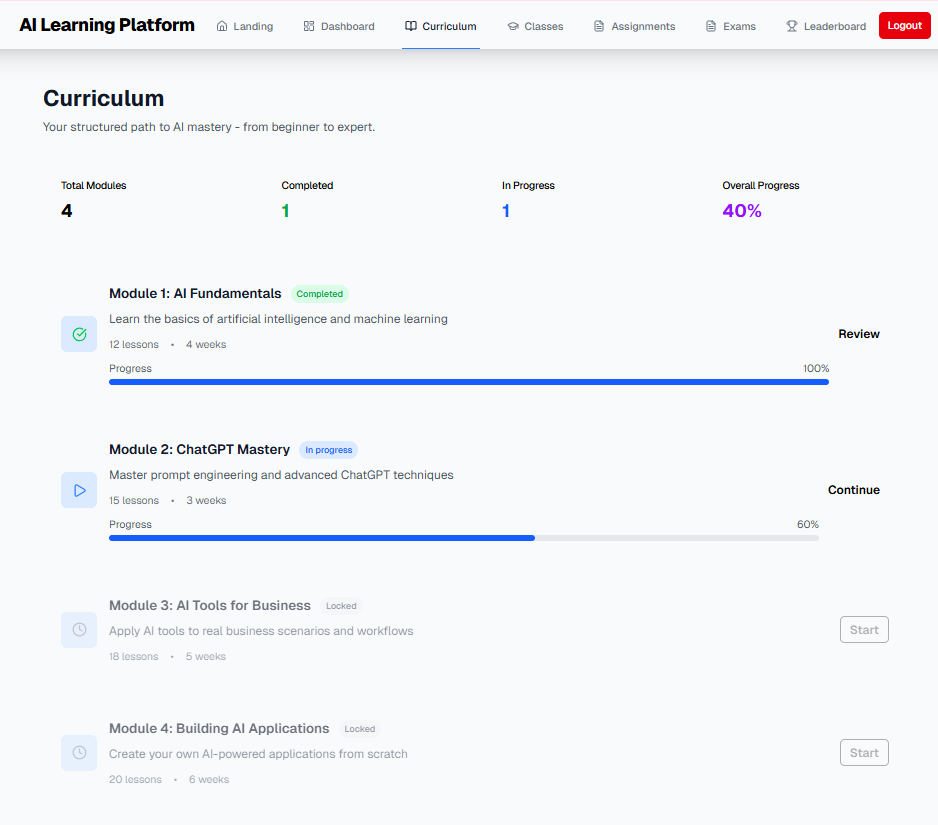 AI Learning Platform Landing Dashboard Curriculum Classes Assignments Exams Leaderboard Logout
Curriculum
Your structured path to AI mastery - from beginner to expert.
Total Modules Completed In Progress Overall Progress
4 1 1 40%
Module 1: AI Fundamentals Completed
Learn the basics of artificial intelligence and machine learning
Review
12 lessons • 4 weeks
Progress 100%
Module 2: ChatGPT Mastery In progress
Master prompt engineering and advanced ChatGPT techniques
Continue
15 lessons • 3 weeks
Progress 60%
Module 3: AI Tools for Business Locked
Apply AI tools to real business scenarios and workflows
Start
18 lessons • 5 weeks
Module 4: Building AI Applications Locked
Create your own AI-powered applications from scratch
Start
20 lessons • 6 weeks